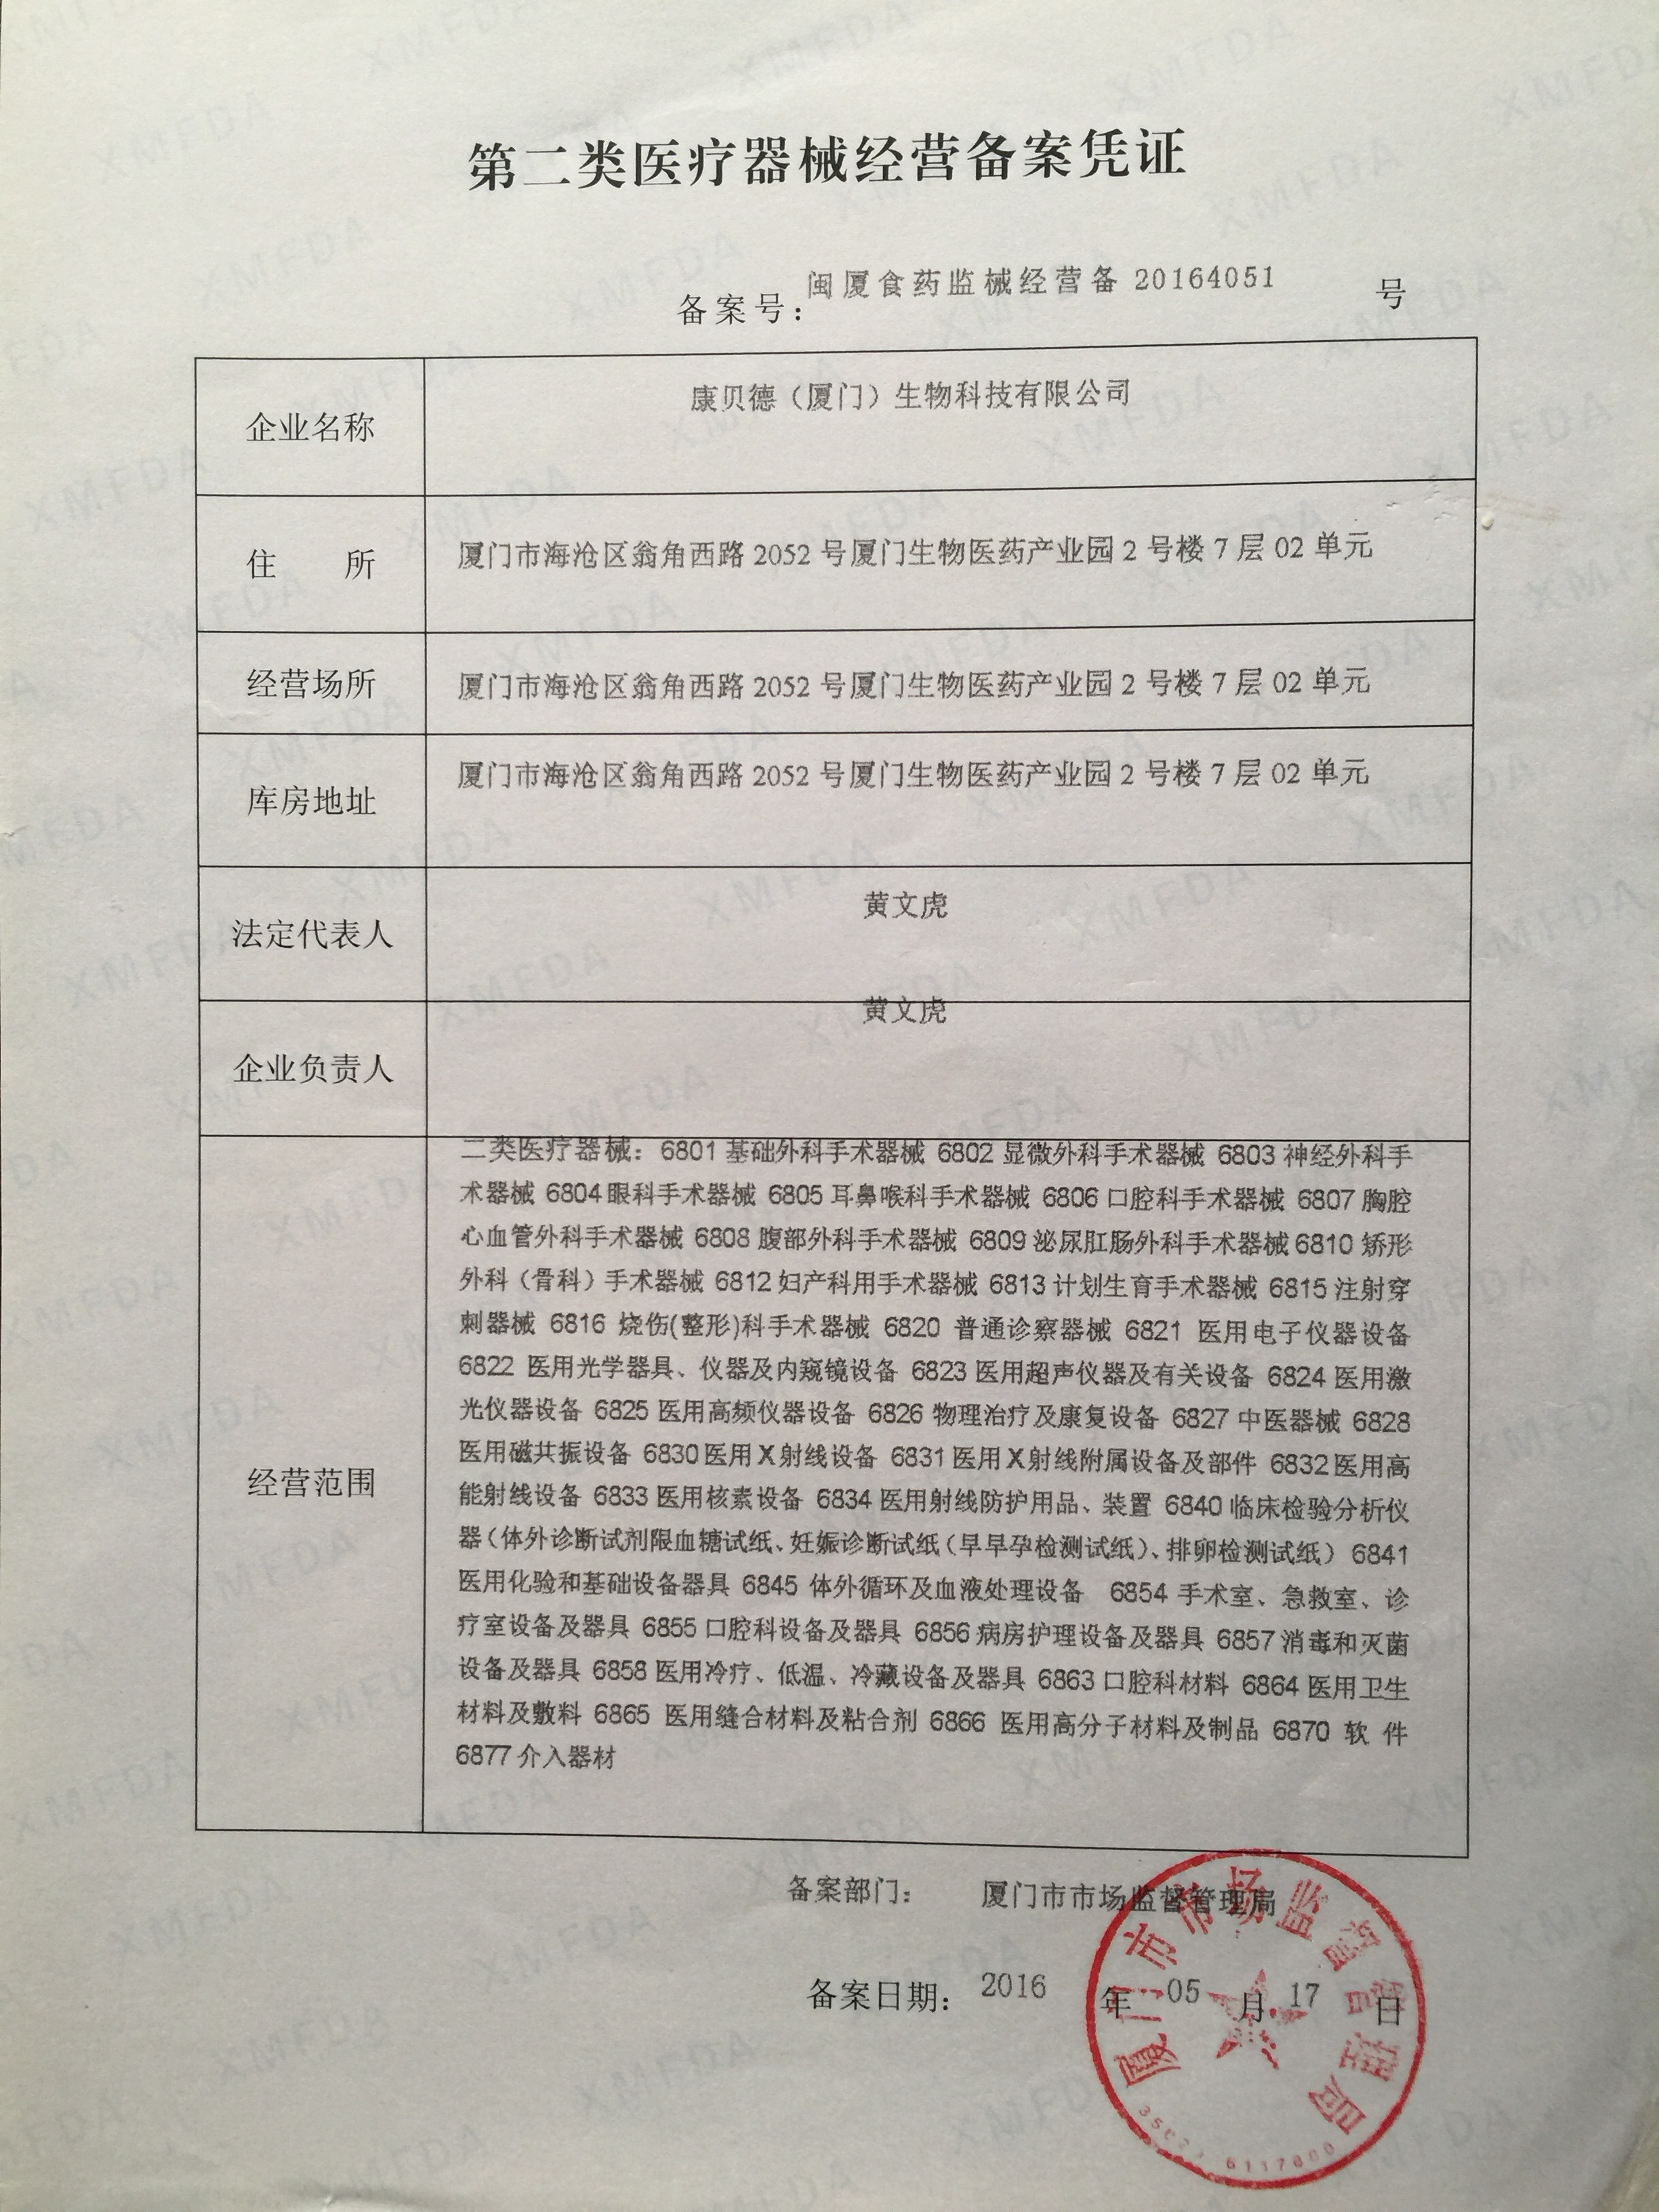 第二类医疗器械经营备案凭证
备案号：闽厦食药监械经营备 20164051 号
企业名称 康贝德（厦门）生物科技有限公司
住 所 厦门市海沧区翁角西路 2052 号厦门生物医药产业园 2 号楼 7 层 02 单元
经营场所 厦门市海沧区翁角西路 2052 号厦门生物医药产业园 2 号楼 7 层 02 单元
库房地址 厦门市海沧区翁角西路 2052 号厦门生物医药产业园 2 号楼 7 层 02 单元
法定代表人 黄文虎
企业负责人 黄文虎
经营范围
二类医疗器械：6801 基础外科手术器械 6802 显微外科手术器械 6803 神经外科手
术器械 6804 眼科手术器械 6805 耳鼻喉科手术器械 6806 口腔科手术器械 6807 胸腔
心血管外科手术器械 6808 腹部外科手术器械 6809 泌尿肛肠外科手术器械 6810 矫形
外科（骨科）手术器械 6812 妇产科用手术器械 6813 计划生育手术器械 6815 注射穿
刺器械 6816 烧伤(整形)科手术器械 6820 普通诊察器械 6821 医用电子仪器设备
6822 医用光学器具、仪器及内窥镜设备 6823 医用超声仪器及有关设备 6824 医用激
光仪器设备 6825 医用高频仪器设备 6826 物理治疗及康复设备 6827 中医器械 6828
医用磁共振设备 6830 医用X射线设备 6831 医用X射线附属设备及部件 6832 医用高
能射线设备 6833 医用核素设备 6834 医用射线防护用品、装置 6840 临床检验分析仪
器（体外诊断试剂限血糖试纸、妊娠诊断试纸（早早孕检测试纸）、排卵检测试纸） 6841
医用化验和基础设备器具 6845 体外循环及血液处理设备 6854 手术室、急救室、诊
疗室设备及器具 6855 口腔科设备及器具 6856 病房护理设备及器具 6857 消毒和灭菌
设备及器具 6858 医用冷疗、低温、冷藏设备及器具 6863 口腔科材料 6864 医用卫生
材料及敷料 6865 医用缝合材料及粘合剂 6866 医用高分子材料及制品 6870 软 件
6877 介入器材
备案部门： 厦门市市场监督管理局
备案日期： 2016 年 05 月 17 日
厦门市市场监督管理局
XMFDA